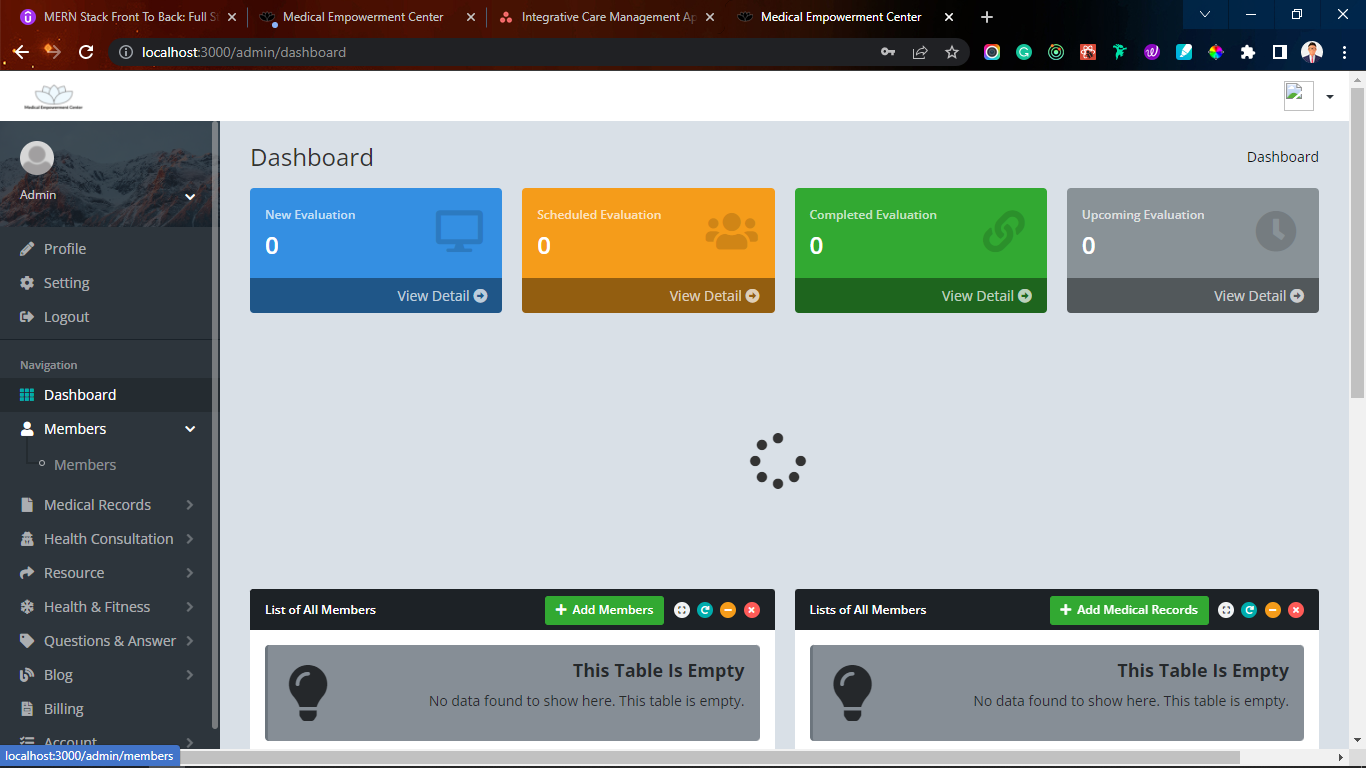 MERN Stack Front To Back: Full S
Medical Empowerment Center
Integrative Care Management Ap
Medical Empowerment Center
localhost:3000/admin/dashboard
Medical Empowerment Center
Admin
Profile
Setting
Logout
Navigation
Dashboard
Members
Members
Medical Records
Health Consultation
Resource
Health & Fitness
Questions & Answer
Blog
Billing
Account
localhost:3000/admin/members
Dashboard
Dashboard
New Evaluation
0
View Detail
Scheduled Evaluation
0
View Detail
Completed Evaluation
0
View Detail
Upcoming Evaluation
0
View Detail
List of All Members
+ Add Members
This Table Is Empty
No data found to show here. This table is empty.
Lists of All Members
+ Add Medical Records
This Table Is Empty
No data found to show here. This table is empty.